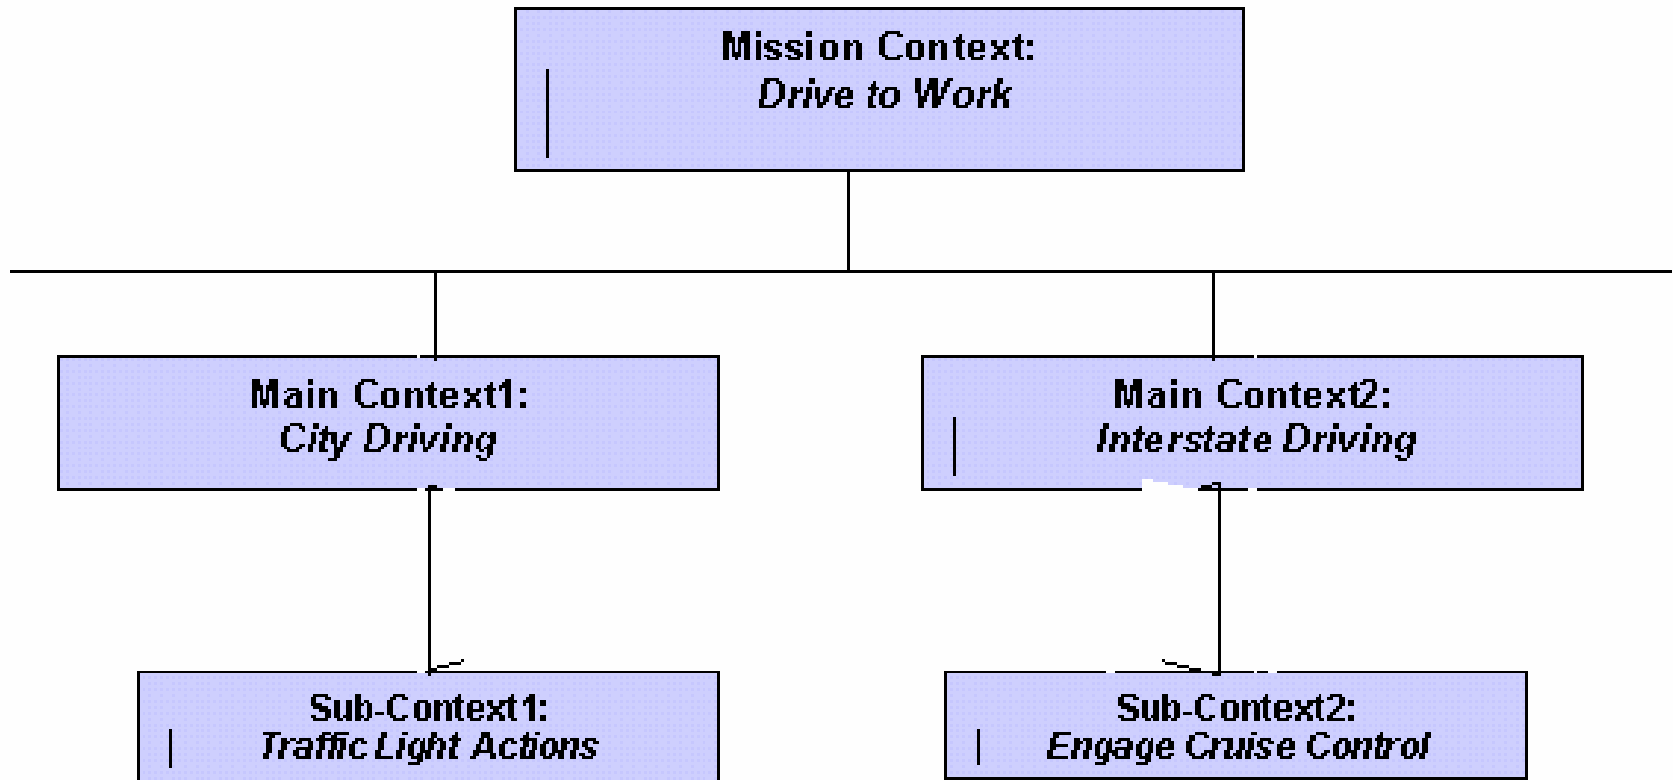 Mission Context:
Drive to Work
Main Context1:
City Driving
Main Context2:
Interstate Driving
Sub-Context1:
Traffic Light Actions
Sub-Context2:
Engage Cruise Control